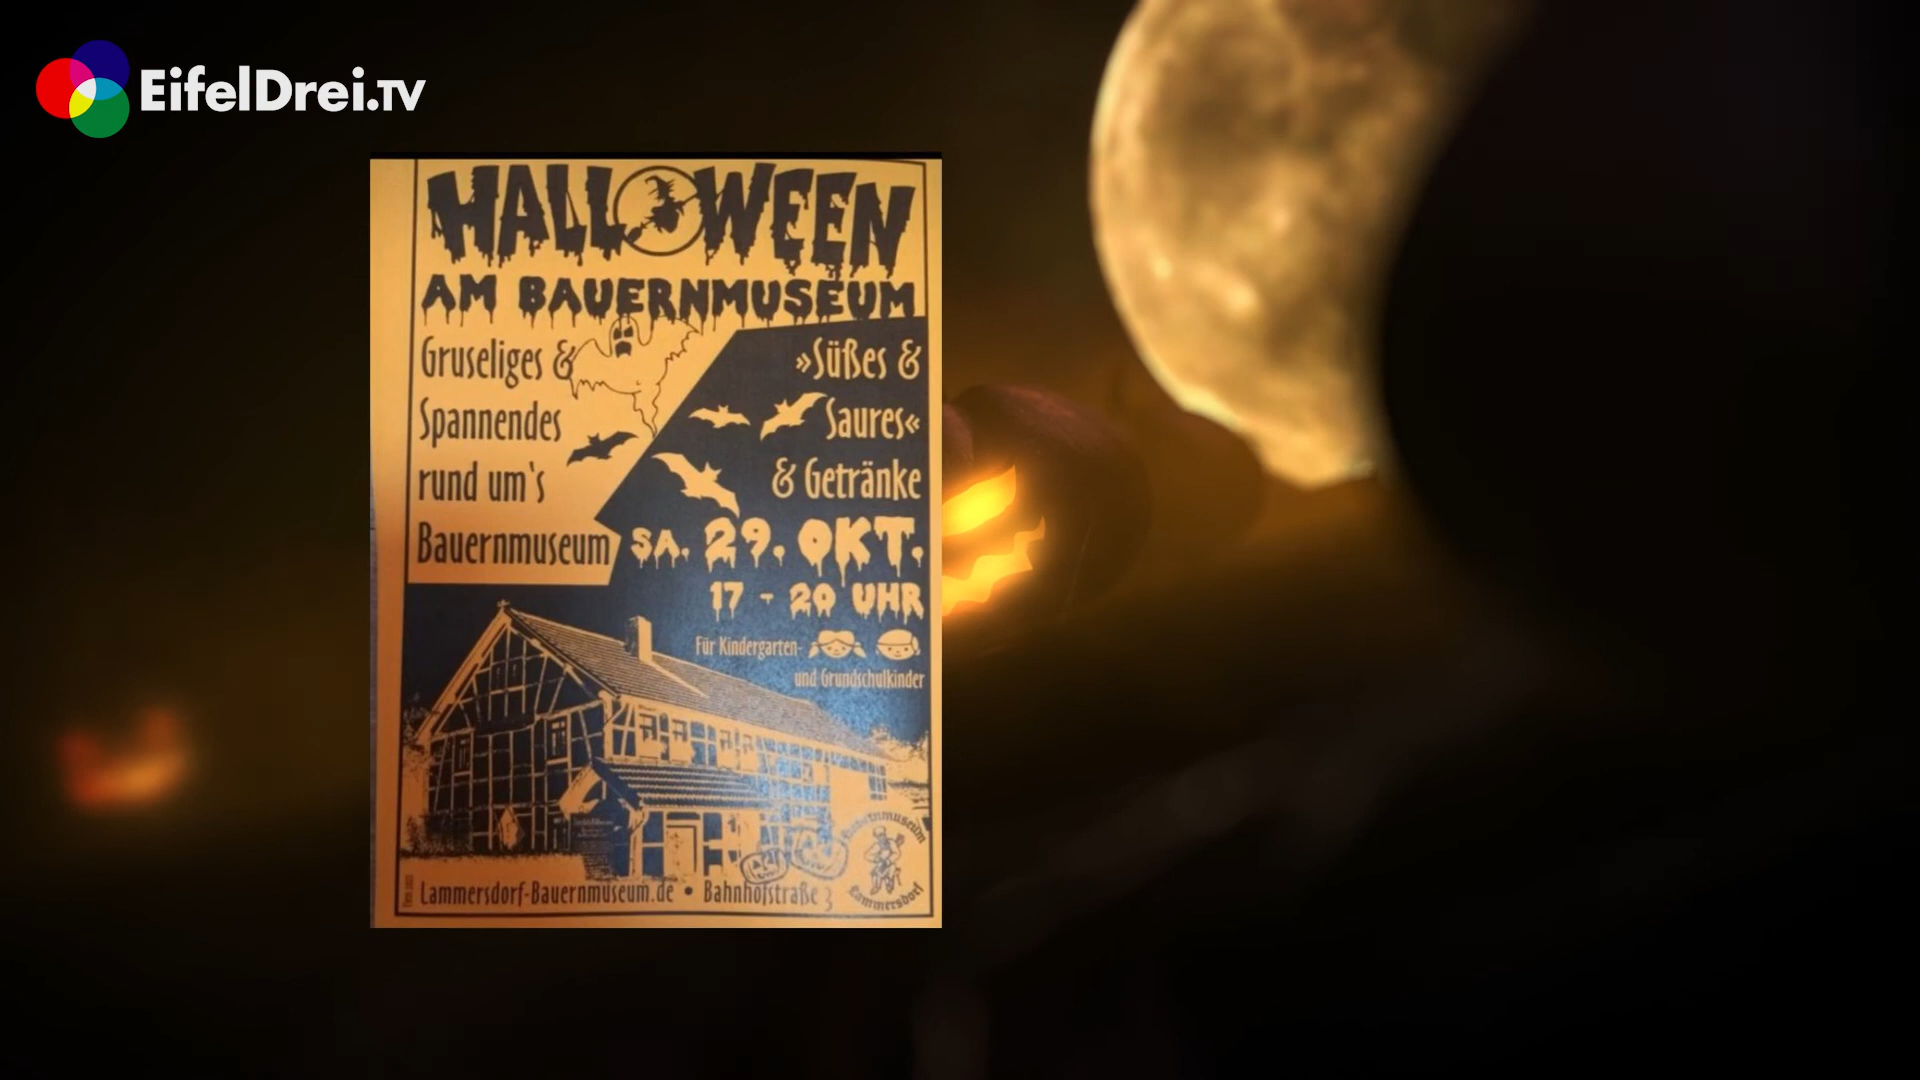 EifelDrei.TV
HALLOWEEN
AM BAUERNMUSEUM
Gruseliges &
Spannendes
rund um's
Bauernmuseum
»Süßes &
Saures«
& Getränke
SA. 29. OKT.
17 - 20 UHR
Für Kindergarten-
und Grundschulkinder
Bauernmuseum
Lammersdorf
Lammersdorf-Bauernmuseum.de • Bahnhofstraße 3